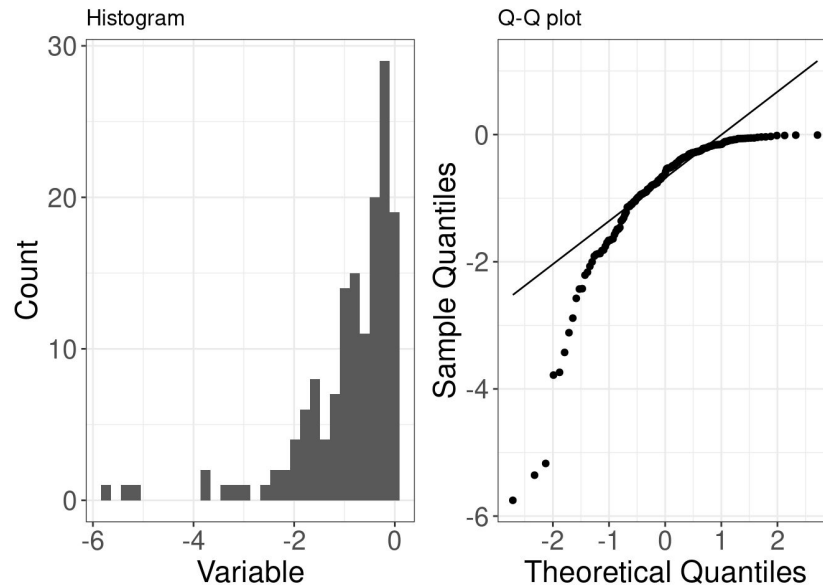 Histogram
30
20
10
0
-6
-4
-2
0
Variable
Count
Q-Q plot
0
-2
-4
-6
-2
-1
0
1
2
Theoretical Quantiles
Sample Quantiles